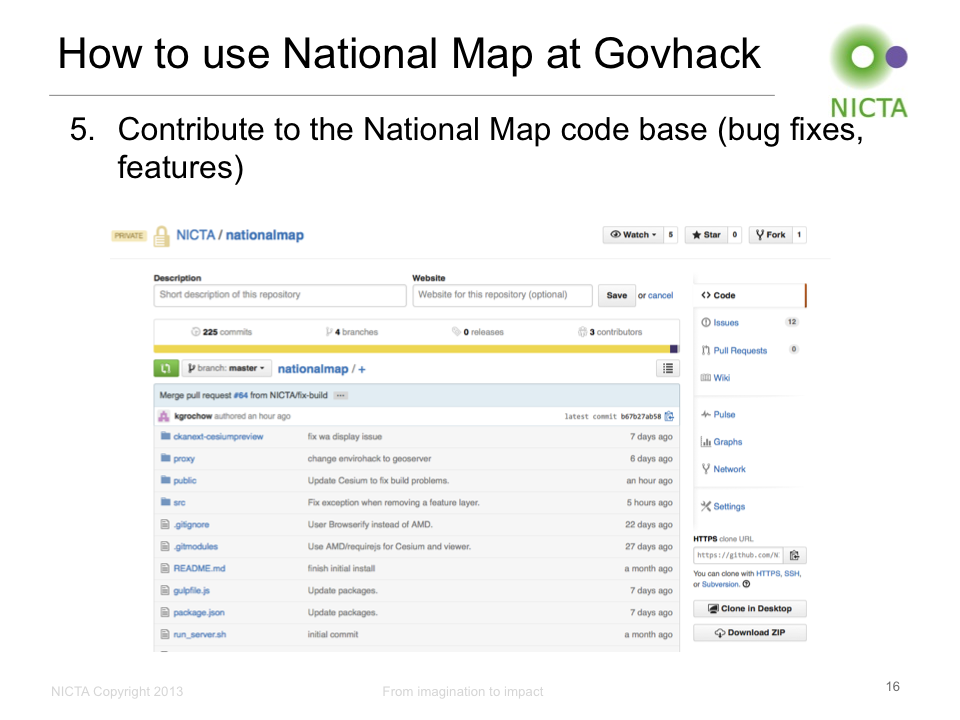 How to use National Map at Govhack
NICTA
5. Contribute to the National Map code base (bug fixes,
features)
PRIVATE NICTA / nationalmap Watch 5 Star 0 Fork 1
Description Website
Short description of this repository Website for this repository (optional) Save or cancel
225 commits 4 branches 0 releases 3 contributors
branch: master nationalmap / +
Merge pull request #64 from NICTA/fix-build ...
kgrochow authored an hour ago latest commit b67b27ab58
ckanext-cesiumpreview fix wa display issue 7 days ago
proxy change envirohack to geoserver 6 days ago
public Update Cesium to fix build problems. an hour ago
src Fix exception when removing a feature layer. 5 hours ago
.gitignore User Browserify instead of AMD. 22 days ago
.gitmodules Use AMD/requirejs for Cesium and viewer. 27 days ago
README.md finish initial install a month ago
gulpfile.js Update packages. 7 days ago
package.json Update packages. 7 days ago
run_server.sh initial commit a month ago
<> Code
Issues 12
Pull Requests 0
Wiki
Pulse
Graphs
Network
Settings
HTTPS clone URL
https://github.com/N
You can clone with HTTPS, SSH,
or Subversion.
Clone in Desktop
Download ZIP
NICTA Copyright 2013 From imagination to impact 16